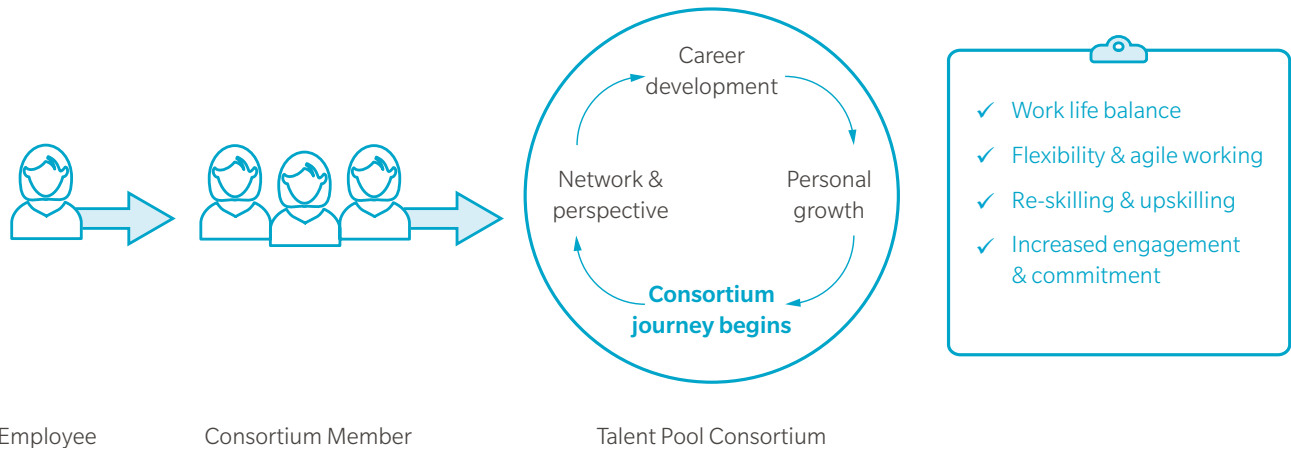 Career
development
Network &
perspective
Personal
growth
Consortium
journey begins
✓ Work life balance
✓ Flexibility & agile working
✓ Re-skilling & upskilling
✓ Increased engagement
& commitment
Employee
Consortium Member
Talent Pool Consortium